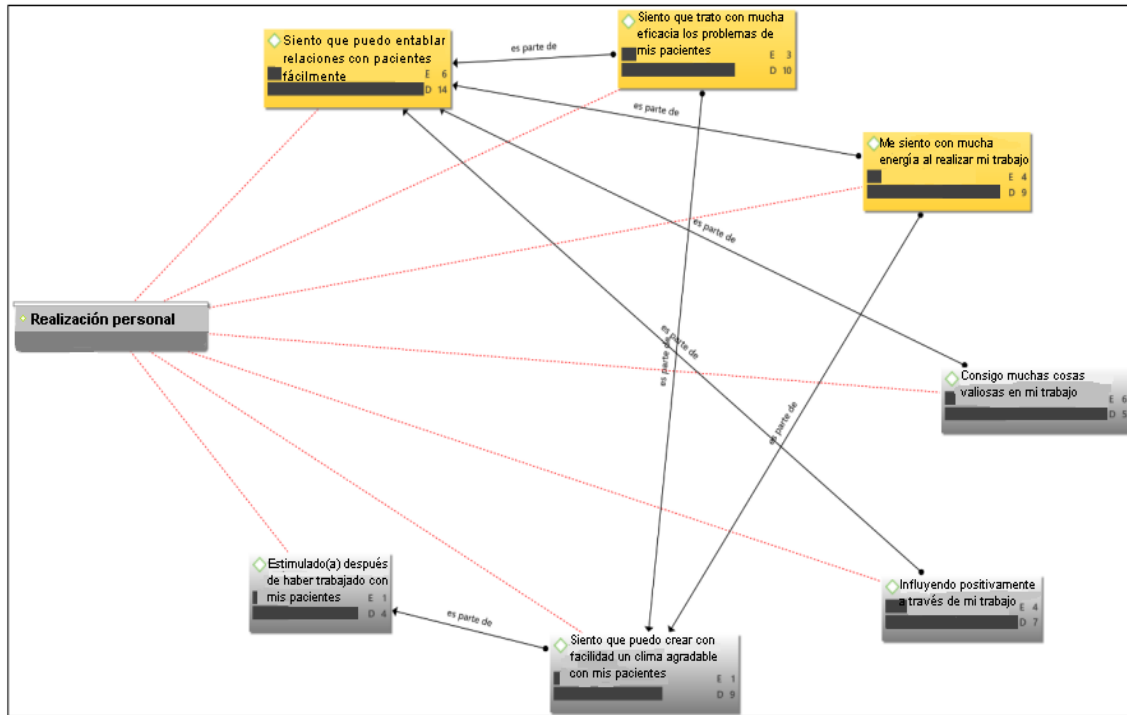 Siento que puedo entablar
relaciones con pacientes
fácilmente
E 6
D 14
es parte de
Siento que trato con mucha
eficacia los problemas de
mis pacientes
E 3
D 10
es parte de
Me siento con mucha
energía al realizar mi trabajo
E 4
D 9
es parte de
Realización personal
es parte de
es parte de
Consigo muchas cosas
valiosas en mi trabajo
E 6
D 5
es parte de
Estimulado(a) después
de haber trabajado con
mis pacientes
E 1
D 4
es parte de
Siento que puedo crear con
facilidad un clima agradable
con mis pacientes
E 1
D 9
Influyendo positivamente
a través de mi trabajo
E 4
D 7